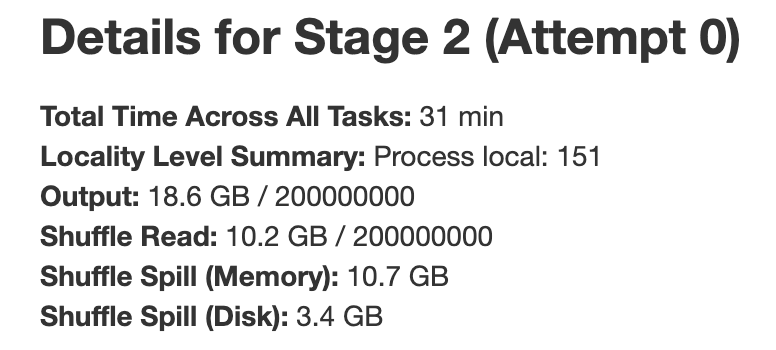 Details for Stage 2 (Attempt 0)
Total Time Across All Tasks: 31 min
Locality Level Summary: Process local: 151
Output: 18.6 GB / 200000000
Shuffle Read: 10.2 GB / 200000000
Shuffle Spill (Memory): 10.7 GB
Shuffle Spill (Disk): 3.4 GB